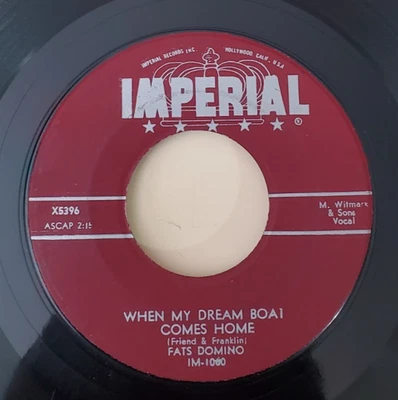 IMPERIAL RECORDS INC. HOLLYWOOD CALIF. U.S.A.
IMPERIAL
®
X5396
ASCAP 2:15
M. Witmark
& Sons
Vocal
WHEN MY DREAM BOAT
COMES HOME
(Friend & Franklin)
FATS DOMINO